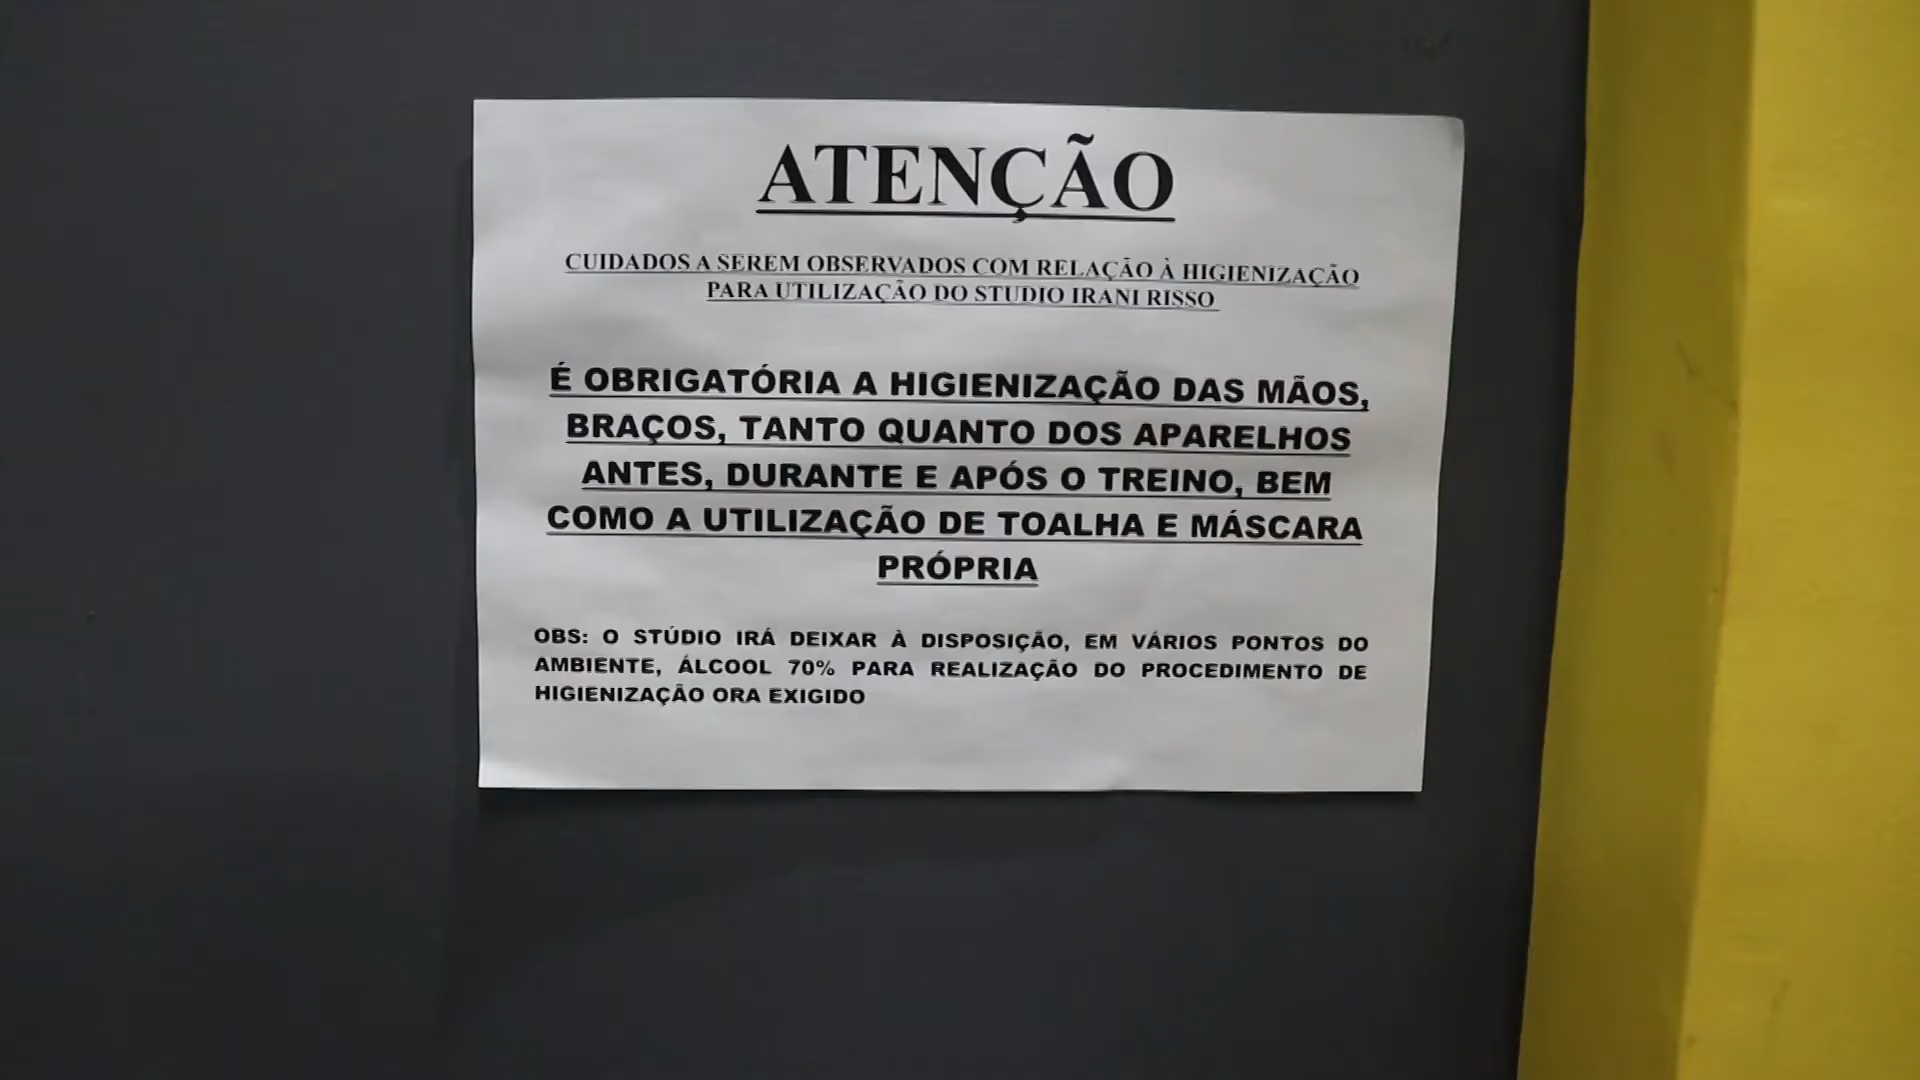 ATENÇÃO
CUIDADOS A SEREM OBSERVADOS COM RELAÇÃO À HIGIENIZAÇÃO
PARA UTILIZAÇÃO DO STUDIO IRANI RISSO
É OBRIGATÓRIA A HIGIENIZAÇÃO DAS MÃOS,
BRAÇOS, TANTO QUANTO DOS APARELHOS
ANTES, DURANTE E APÓS O TREINO, BEM
COMO A UTILIZAÇÃO DE TOALHA E MÁSCARA
PRÓPRIA
OBS: O STÚDIO IRÁ DEIXAR À DISPOSIÇÃO, EM VÁRIOS PONTOS DO
AMBIENTE, ÁLCOOL 70% PARA REALIZAÇÃO DO PROCEDIMENTO DE
HIGIENIZAÇÃO ORA EXIGIDO